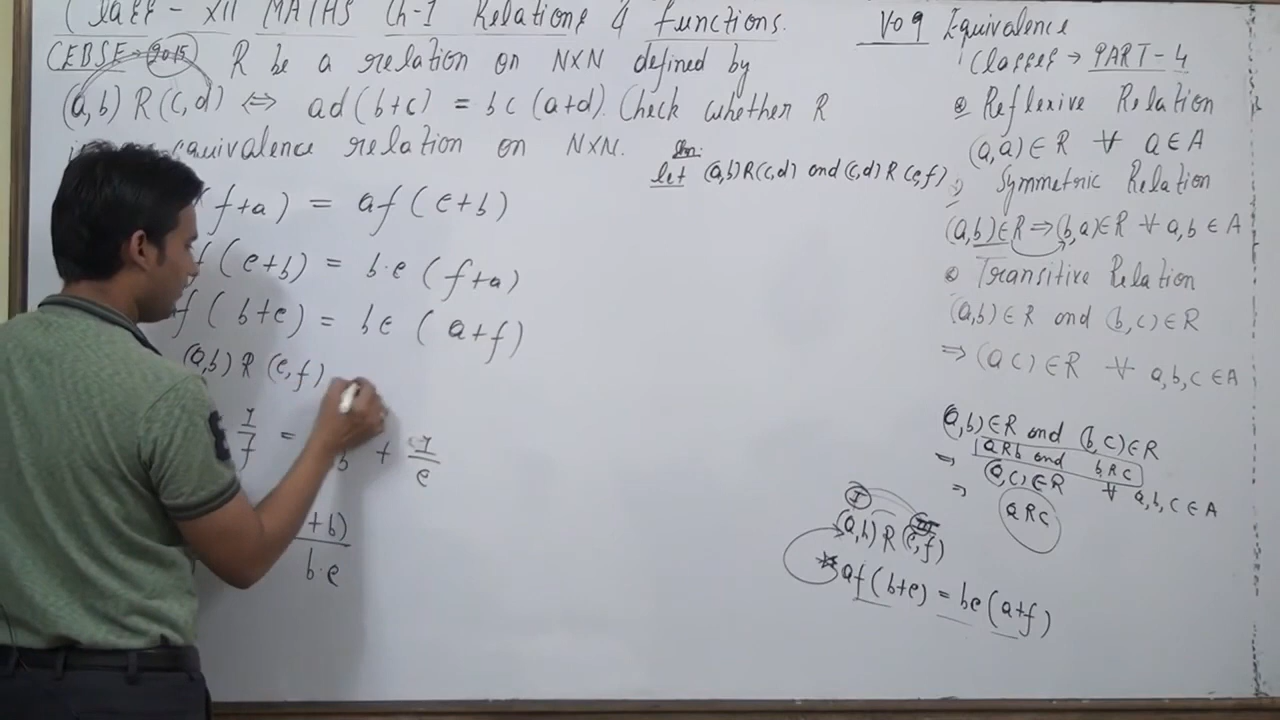 Class - XII MATHS Ch-1 Relations & functions.
CBSE-2015 R be a relation on N×N defined by
(a,b) R (c,d) ⇔ ad(b+c) = bc(a+d). Check whether R
equivalence relation on N×N.
Sln:
let (a,b)R(c,d) and (c,d)R(e,f)
(f+a) = af(e+b)
f(e+b) = b·e(f+a)
f(b+e) = be(a+f)
(a,b) R (e,f)
1/f = b + 1/e
+b)
b·e
V09 Equivalence
Classes → PART-4
Reflexive Relation
(a,a)∈R ∀ a∈A
Symmetric Relation
(a,b)∈R ⇒ (b,a)∈R ∀ a,b ∈ A
Transitive Relation
(a,b)∈R and (b,c)∈R
⇒ (a c)∈R ∀ a,b,c ∈A
(a,b)∈R and (b,c)∈R
aRb and bRc
⇒ (a,c)∈R ∀ a,b,c ∈A
⇒ aRc
I III
(a,b) R (e,f)
af(b+e) = be(a+f)